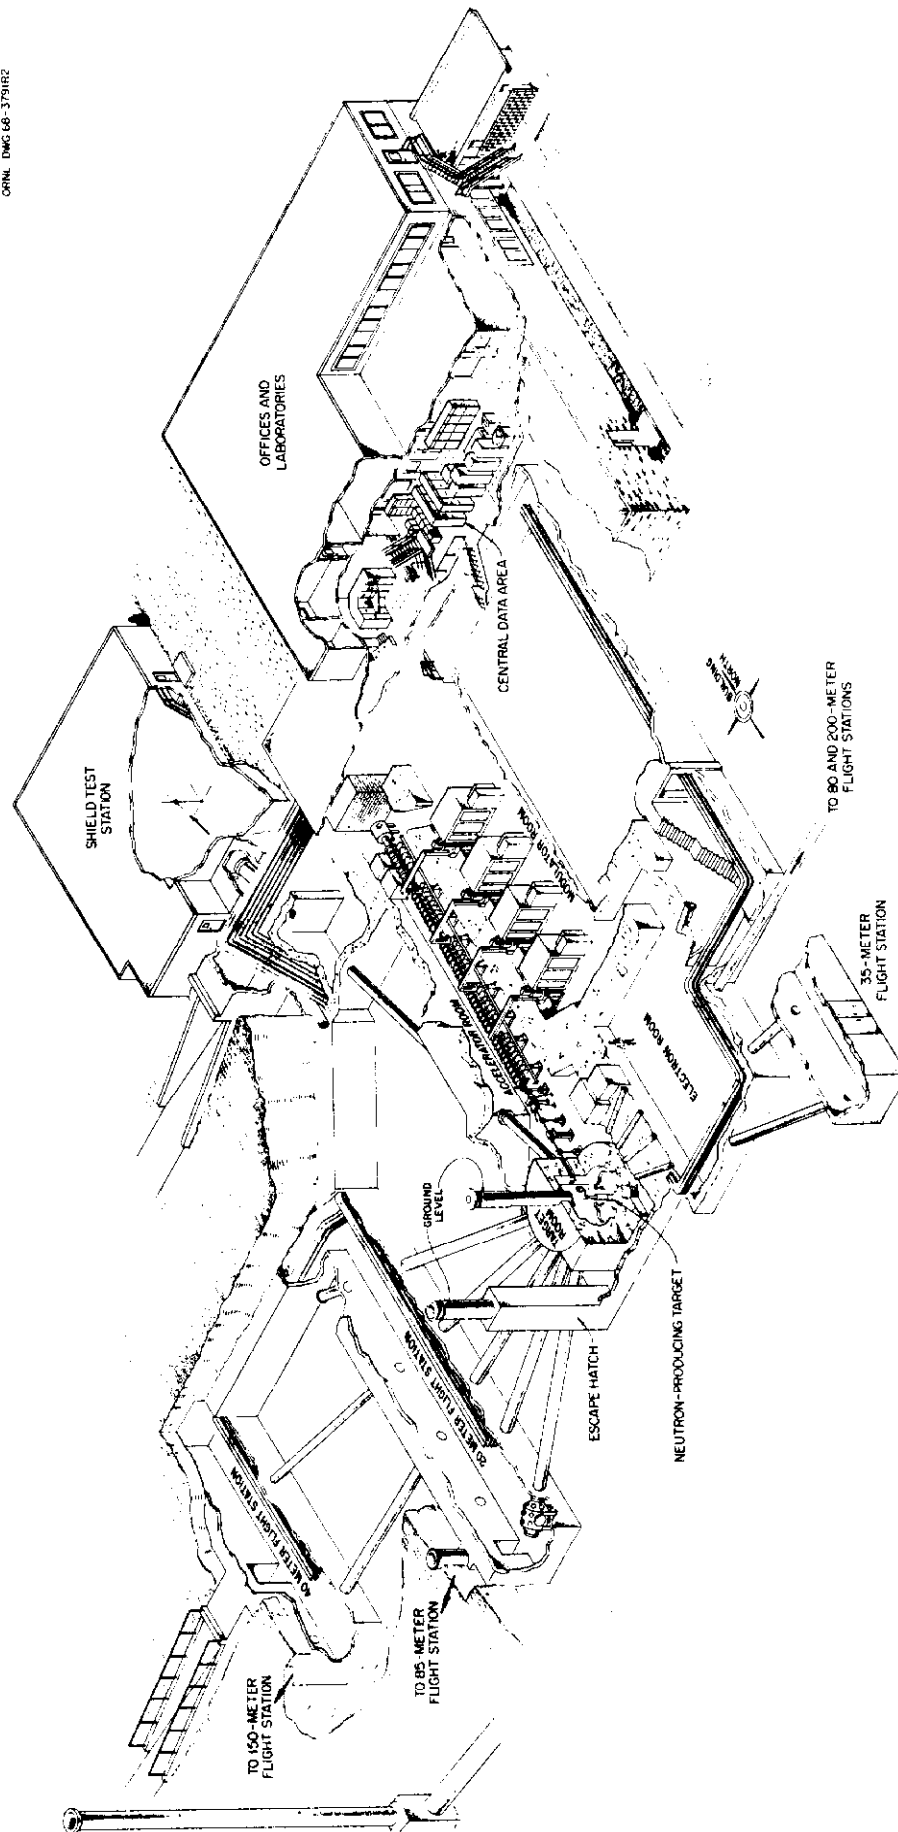 ORNL DWG 68-3791R2
SHIELD TEST
STATION
OFFICES AND
LABORATORIES
CENTRAL DATA AREA
MODULATOR ROOM
ACCELERATOR ROOM
BUILDING
NORTH
TO 80 AND 200-METER
FLIGHT STATIONS
ELECTRON ROOM
35-METER
FLIGHT STATION
GROUND
LEVEL
TARGET
ROOM
ESCAPE HATCH
NEUTRON-PRODUCING TARGET
20 METER FLIGHT STATION
40 METER FLIGHT STATION
TO 85-METER
FLIGHT STATION
TO 150-METER
FLIGHT STATION